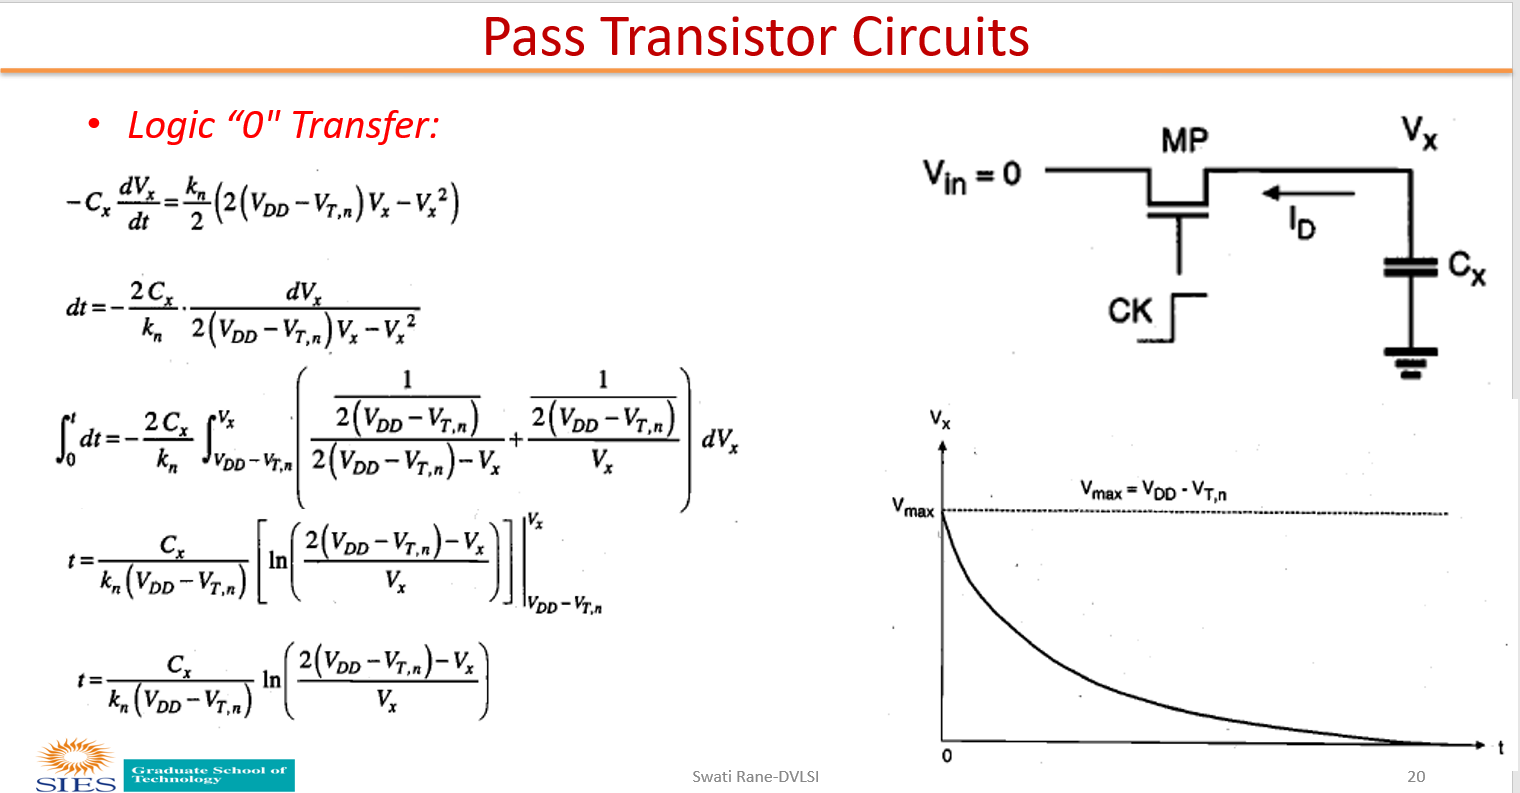 Pass Transistor Circuits
• Logic “0" Transfer:
-C_x dV_x/dt = k_n/2 (2(V_DD − V_T,n) V_x − V_x²)
dt = − 2C_x/k_n · dV_x / (2(V_DD − V_T,n) V_x − V_x²)
∫_0^t dt = − 2C_x/k_n ∫_{V_DD − V_T,n}^{V_x} ( (1/(2(V_DD − V_T,n))) / (2(V_DD − V_T,n) − V_x) + (1/(2(V_DD − V_T,n))) / V_x ) dV_x
t = C_x / (k_n (V_DD − V_T,n)) [ ln( (2(V_DD − V_T,n) − V_x) / V_x ) ] |_{V_DD − V_T,n}^{V_x}
t = C_x / (k_n (V_DD − V_T,n)) ln( (2(V_DD − V_T,n) − V_x) / V_x )
MP
V_x
V_in = 0
I_D
C_x
CK
V_x
V_max = V_DD - V_T,n
V_max
0
t
SIES
Graduate School of
Technology
Swati Rane-DVLSI
20